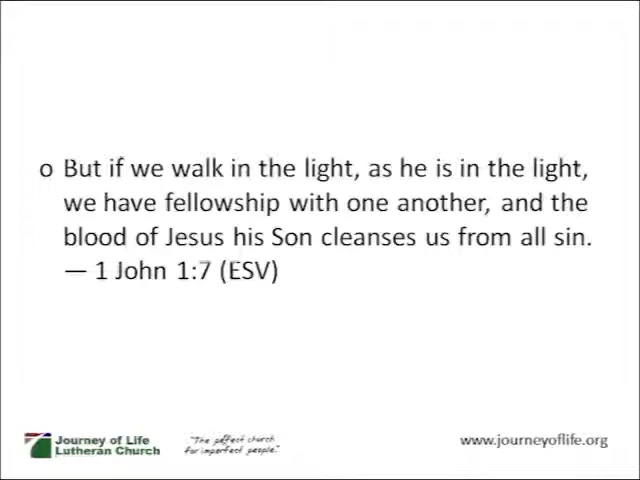 o But if we walk in the light, as he is in the light,
we have fellowship with one another, and the
blood of Jesus his Son cleanses us from all sin.
— 1 John 1:7 (ESV)
Journey of Life
Lutheran Church
"The perfect church
for imperfect people."
www.journeyoflife.org